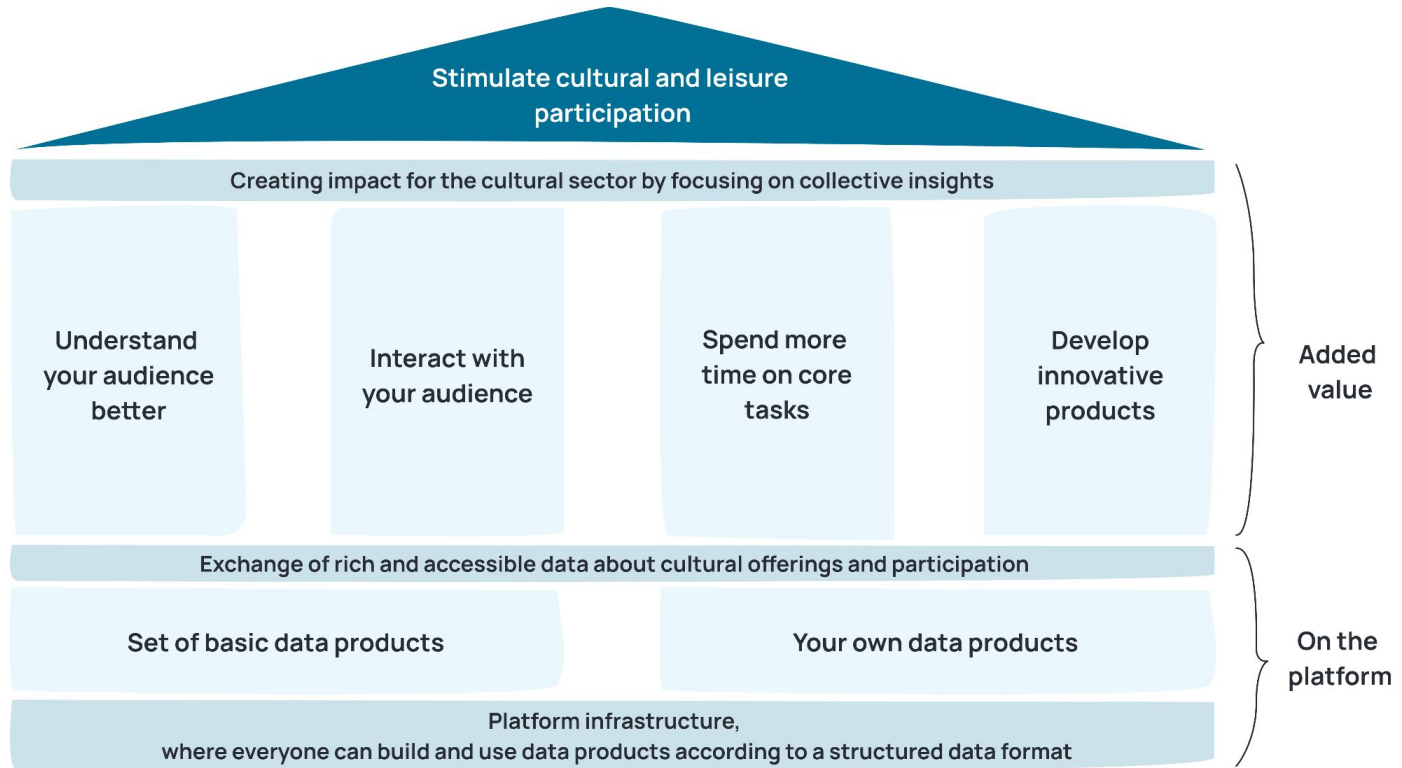 Stimulate cultural and leisure
participation
Creating impact for the cultural sector by focusing on collective insights
Understand
your audience
better
Interact with
your audience
Spend more
time on core
tasks
Develop
innovative
products
Added
value
Exchange of rich and accessible data about cultural offerings and participation
Set of basic data products
Your own data products
On the
platform
Platform infrastructure,
where everyone can build and use data products according to a structured data format